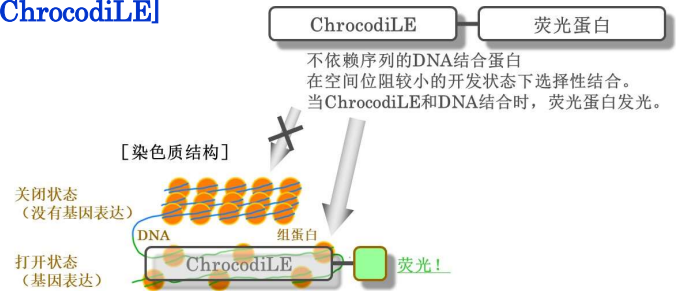 ChrocodiLE]
ChrocodiLE
荧光蛋白
不依赖序列的DNA结合蛋白
在空间位阻较小的开发状态下选择性结合。
当ChrocodiLE和DNA结合时，荧光蛋白发光。
[染色质结构]
关闭状态
（没有基因表达）
DNA
组蛋白
打开状态
（基因表达）
ChrocodiLE
荧光！